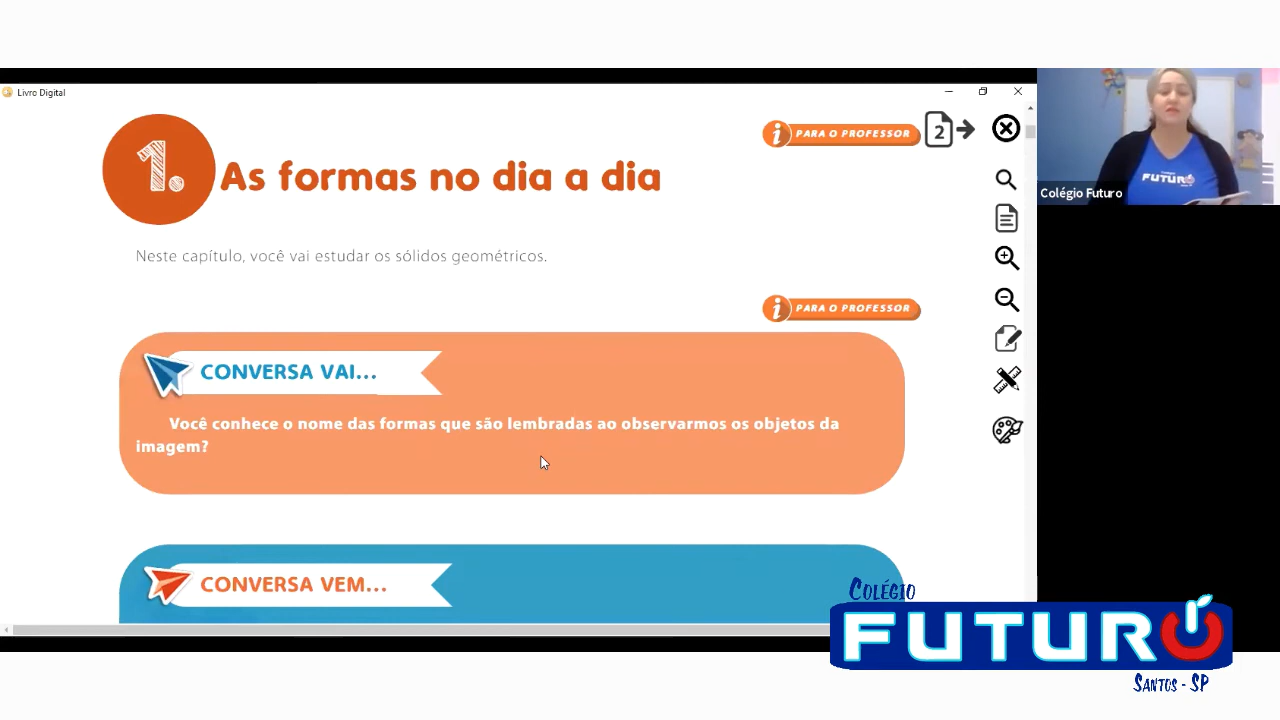 Livro Digital
PARA O PROFESSOR
2
1.
As formas no dia a dia
Colégio Futuro
FUTURO
Neste capítulo, você vai estudar os sólidos geométricos.
PARA O PROFESSOR
CONVERSA VAI...
Você conhece o nome das formas que são lembradas ao observarmos os objetos da
imagem?
CONVERSA VEM...
COLÉGIO
FUTURO
SANTOS - SP